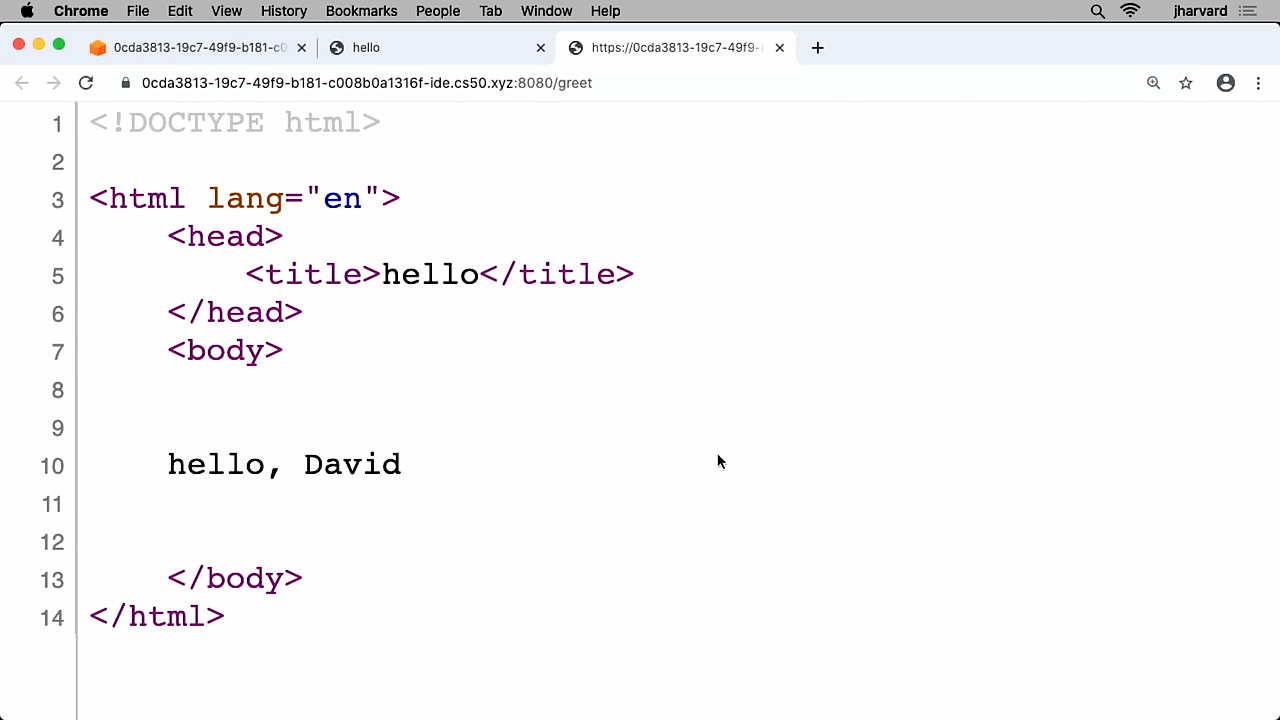 Chrome File Edit View History Bookmarks People Tab Window Help jharvard
0cda3813-19c7-49f9-b181-c0 hello https://0cda3813-19c7-49f9-
0cda3813-19c7-49f9-b181-c008b0a1316f-ide.cs50.xyz:8080/greet
1 <!DOCTYPE html>
2
3 <html lang="en">
4 <head>
5 <title>hello</title>
6 </head>
7 <body>
8
9
10 hello, David
11
12
13 </body>
14 </html>